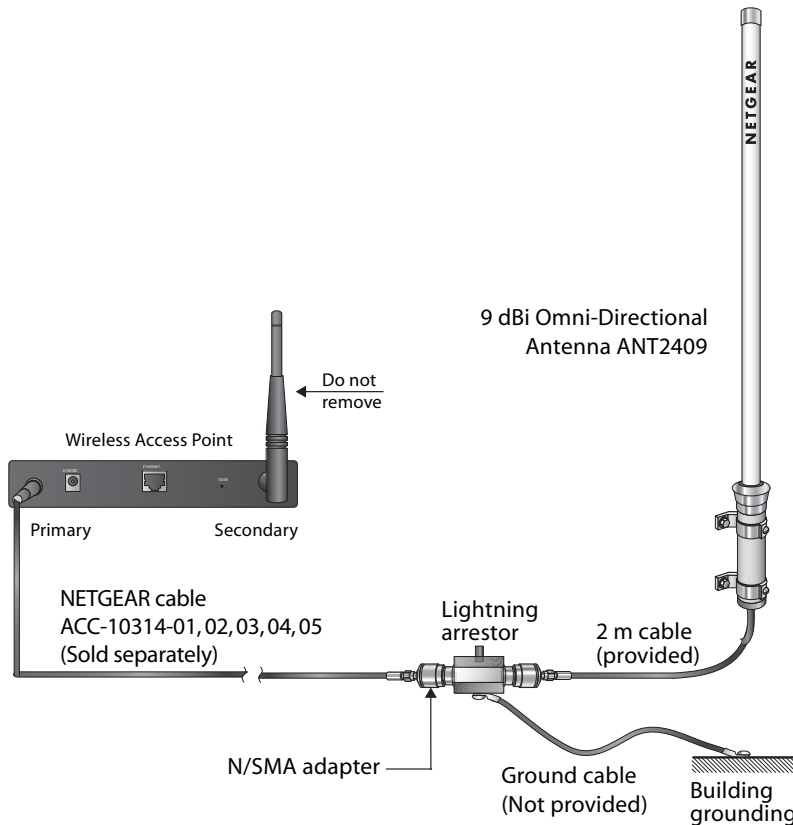 NETGEAR
9 dBi Omni-Directional
Antenna ANT2409
Do not
remove
Wireless Access Point
ETHERNET
Primary
Secondary
NETGEAR cable
ACC-10314-01, 02, 03, 04, 05
(Sold separately)
Lightning
arrestor
2 m cable
(provided)
N/SMA adapter
Ground cable
(Not provided)
Building
grounding